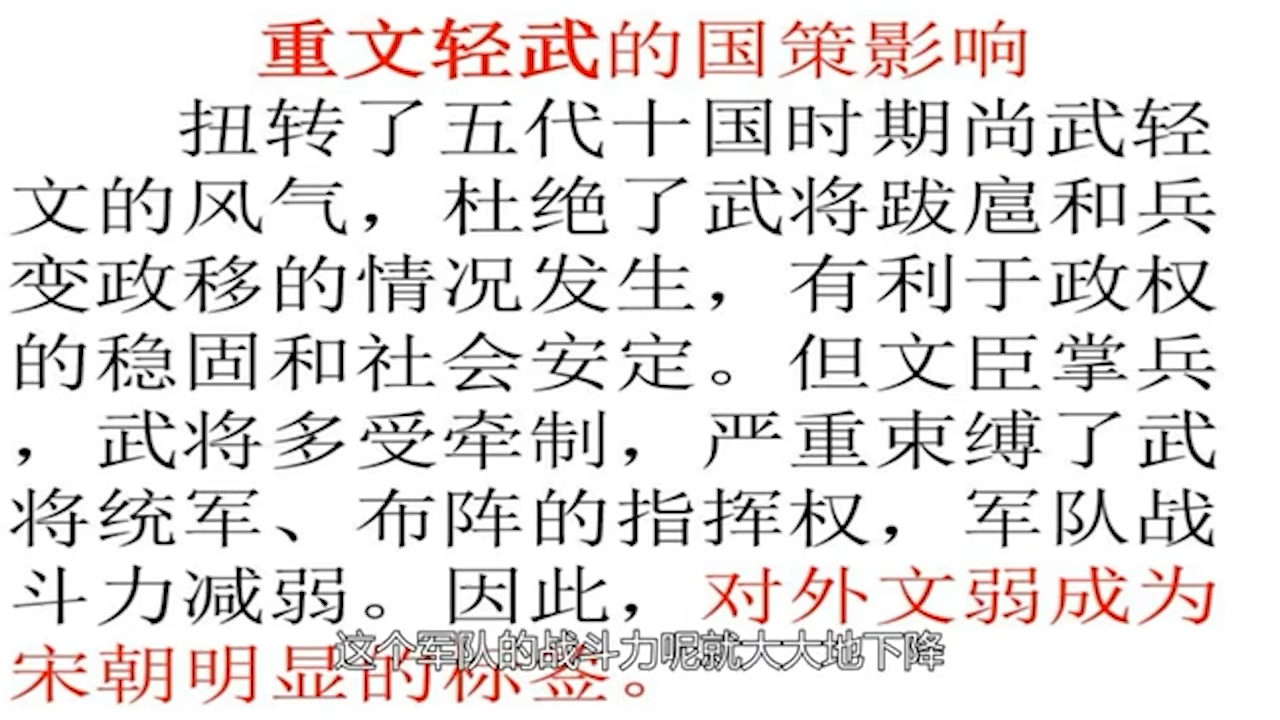 重文轻武的国策影响
扭转了五代十国时期尚武轻
文的风气，杜绝了武将跋扈和兵
变政移的情况发生，有利于政权
的稳固和社会安定。但文臣掌兵
，武将多受牵制，严重束缚了武
将统军、布阵的指挥权，军队战
斗力减弱。因此，对外文弱成为
宋朝明显的标签。
这个军队的战斗力呢就大大地下降